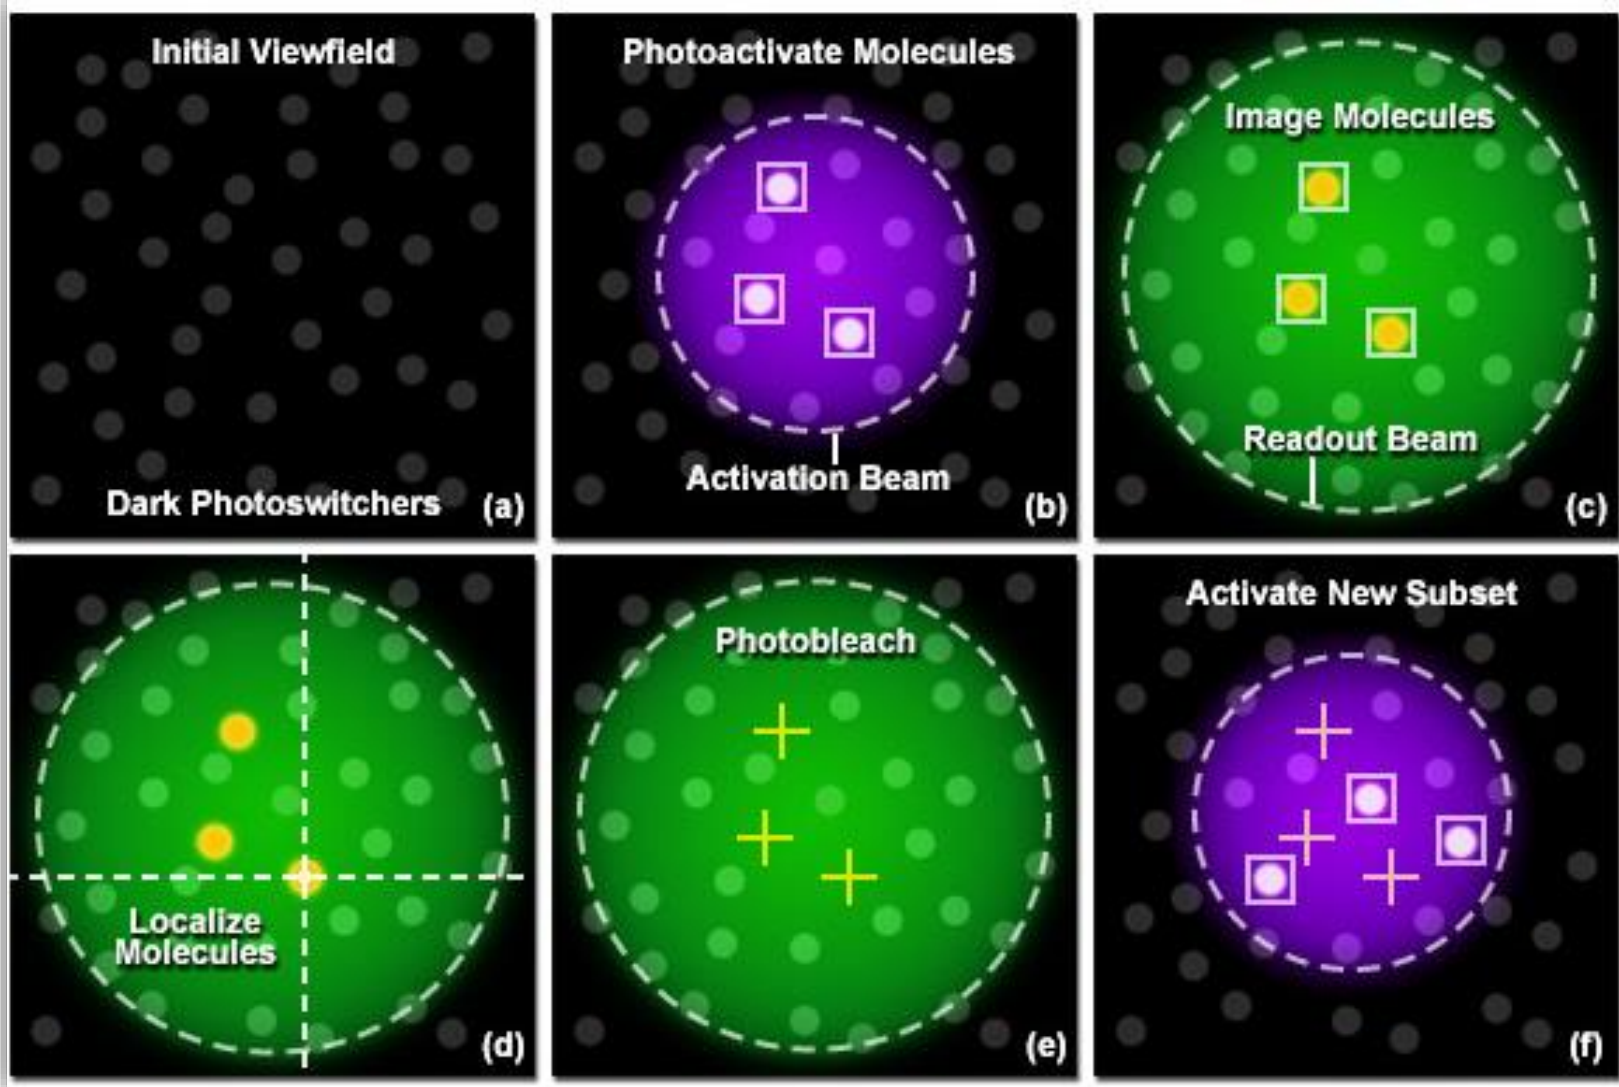 Initial Viewfield
Dark Photoswitchers
(a)
Photoactivate Molecules
Activation Beam
(b)
Image Molecules
Readout Beam
(c)
Localize
Molecules
(d)
Photobleach
(e)
Activate New Subset
(f)